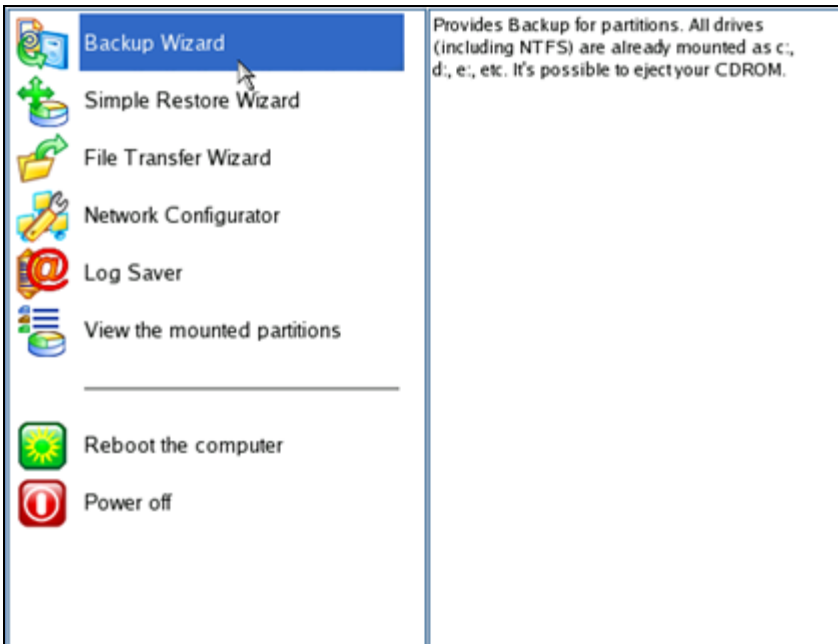 Backup Wizard
Simple Restore Wizard
File Transfer Wizard
Network Configurator
Log Saver
View the mounted partitions
Reboot the computer
Power off
Provides Backup for partitions. All drives
(including NTFS) are already mounted as c:,
d:, e:, etc. It's possible to eject your CDROM.